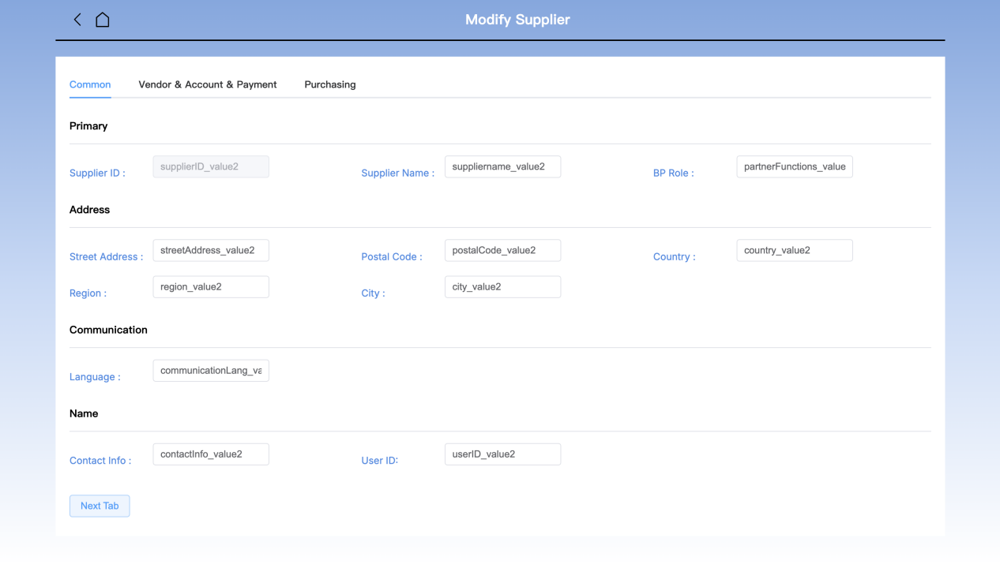 Modify Supplier
Common Vendor & Account & Payment Purchasing
Primary
Supplier ID : supplierID_value2 Supplier Name : suppliername_value2 BP Role : partnerFunctions_value
Address
Street Address : streetAddress_value2 Postal Code : postalCode_value2 Country : country_value2
Region : region_value2 City : city_value2
Communication
Language : communicationLang_va
Name
Contact Info : contactInfo_value2 User ID: userID_value2
Next Tab